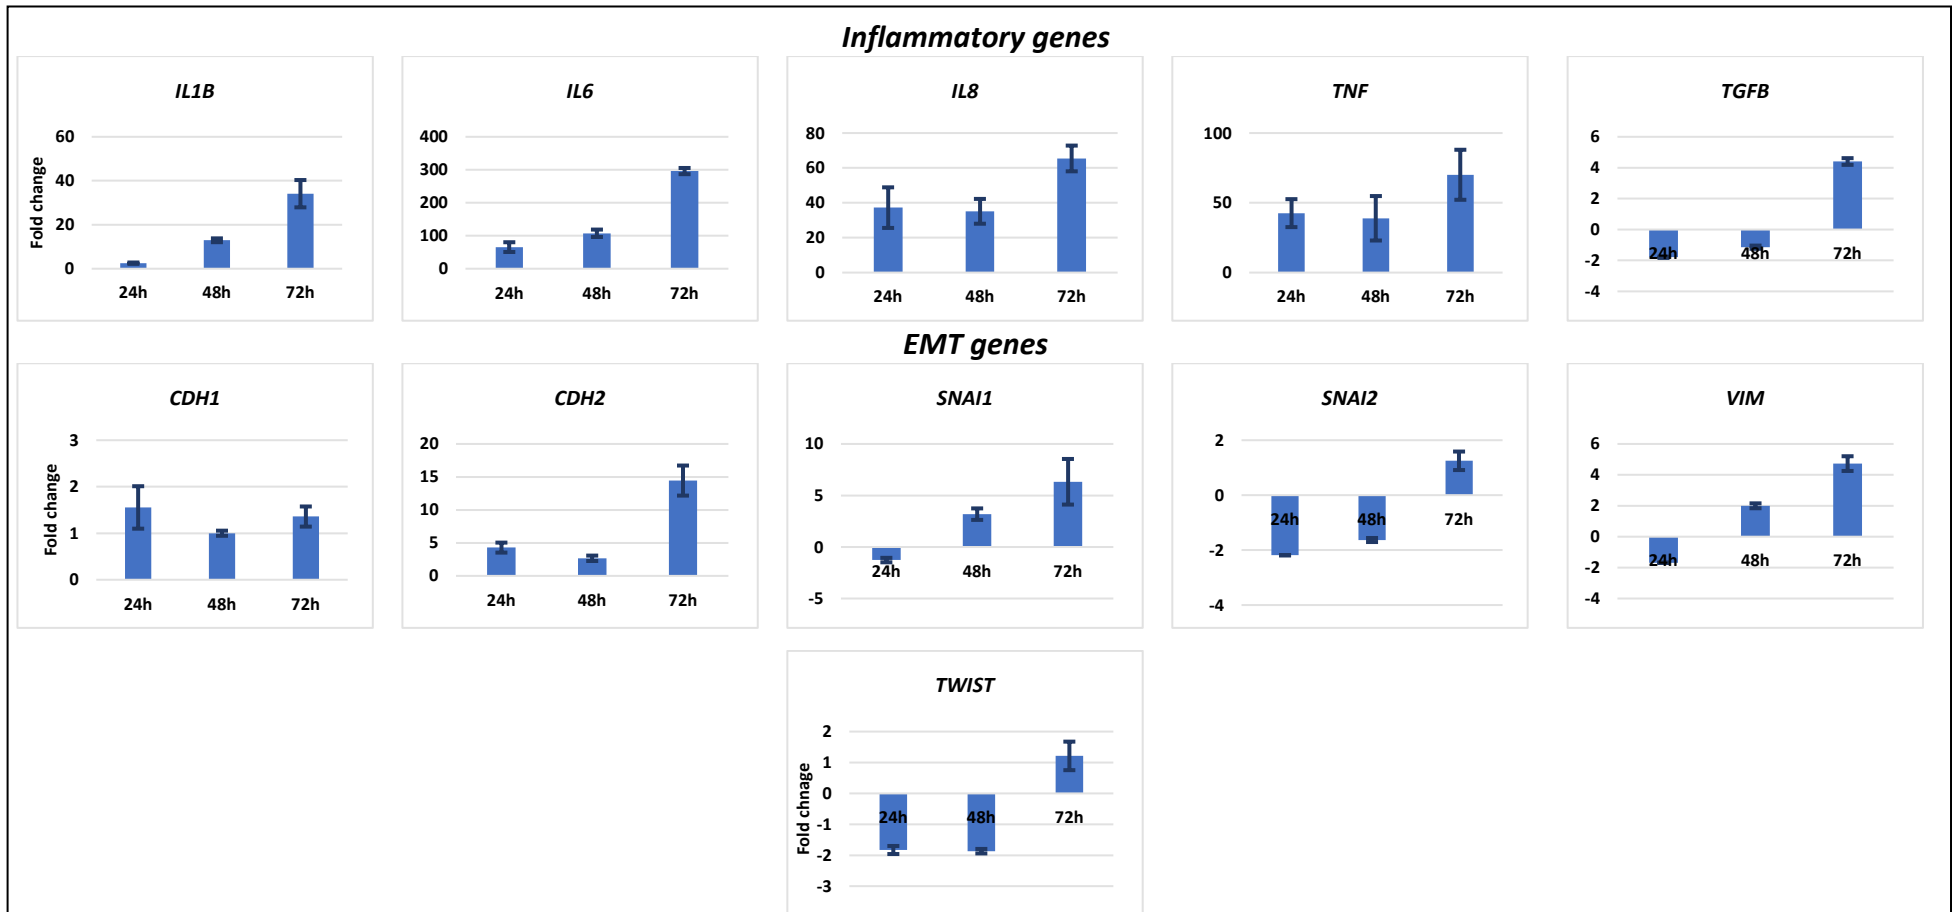 Inflammatory genes
IL1B
Fold change
60
40
20
0
24h 48h 72h
IL6
400
300
200
100
0
24h 48h 72h
IL8
80
60
40
20
0
24h 48h 72h
TNF
100
50
0
24h 48h 72h
TGFB
6
4
2
0
-2
-4
24h 48h 72h
EMT genes
CDH1
Fold change
3
2
1
0
24h 48h 72h
CDH2
20
15
10
5
0
24h 48h 72h
SNAI1
10
5
0
-5
24h 48h 72h
SNAI2
2
0
-2
-4
24h 48h 72h
VIM
6
4
2
0
-2
-4
24h 48h 72h
TWIST
Fold chnage
2
1
0
-1
-2
-3
24h 48h 72h